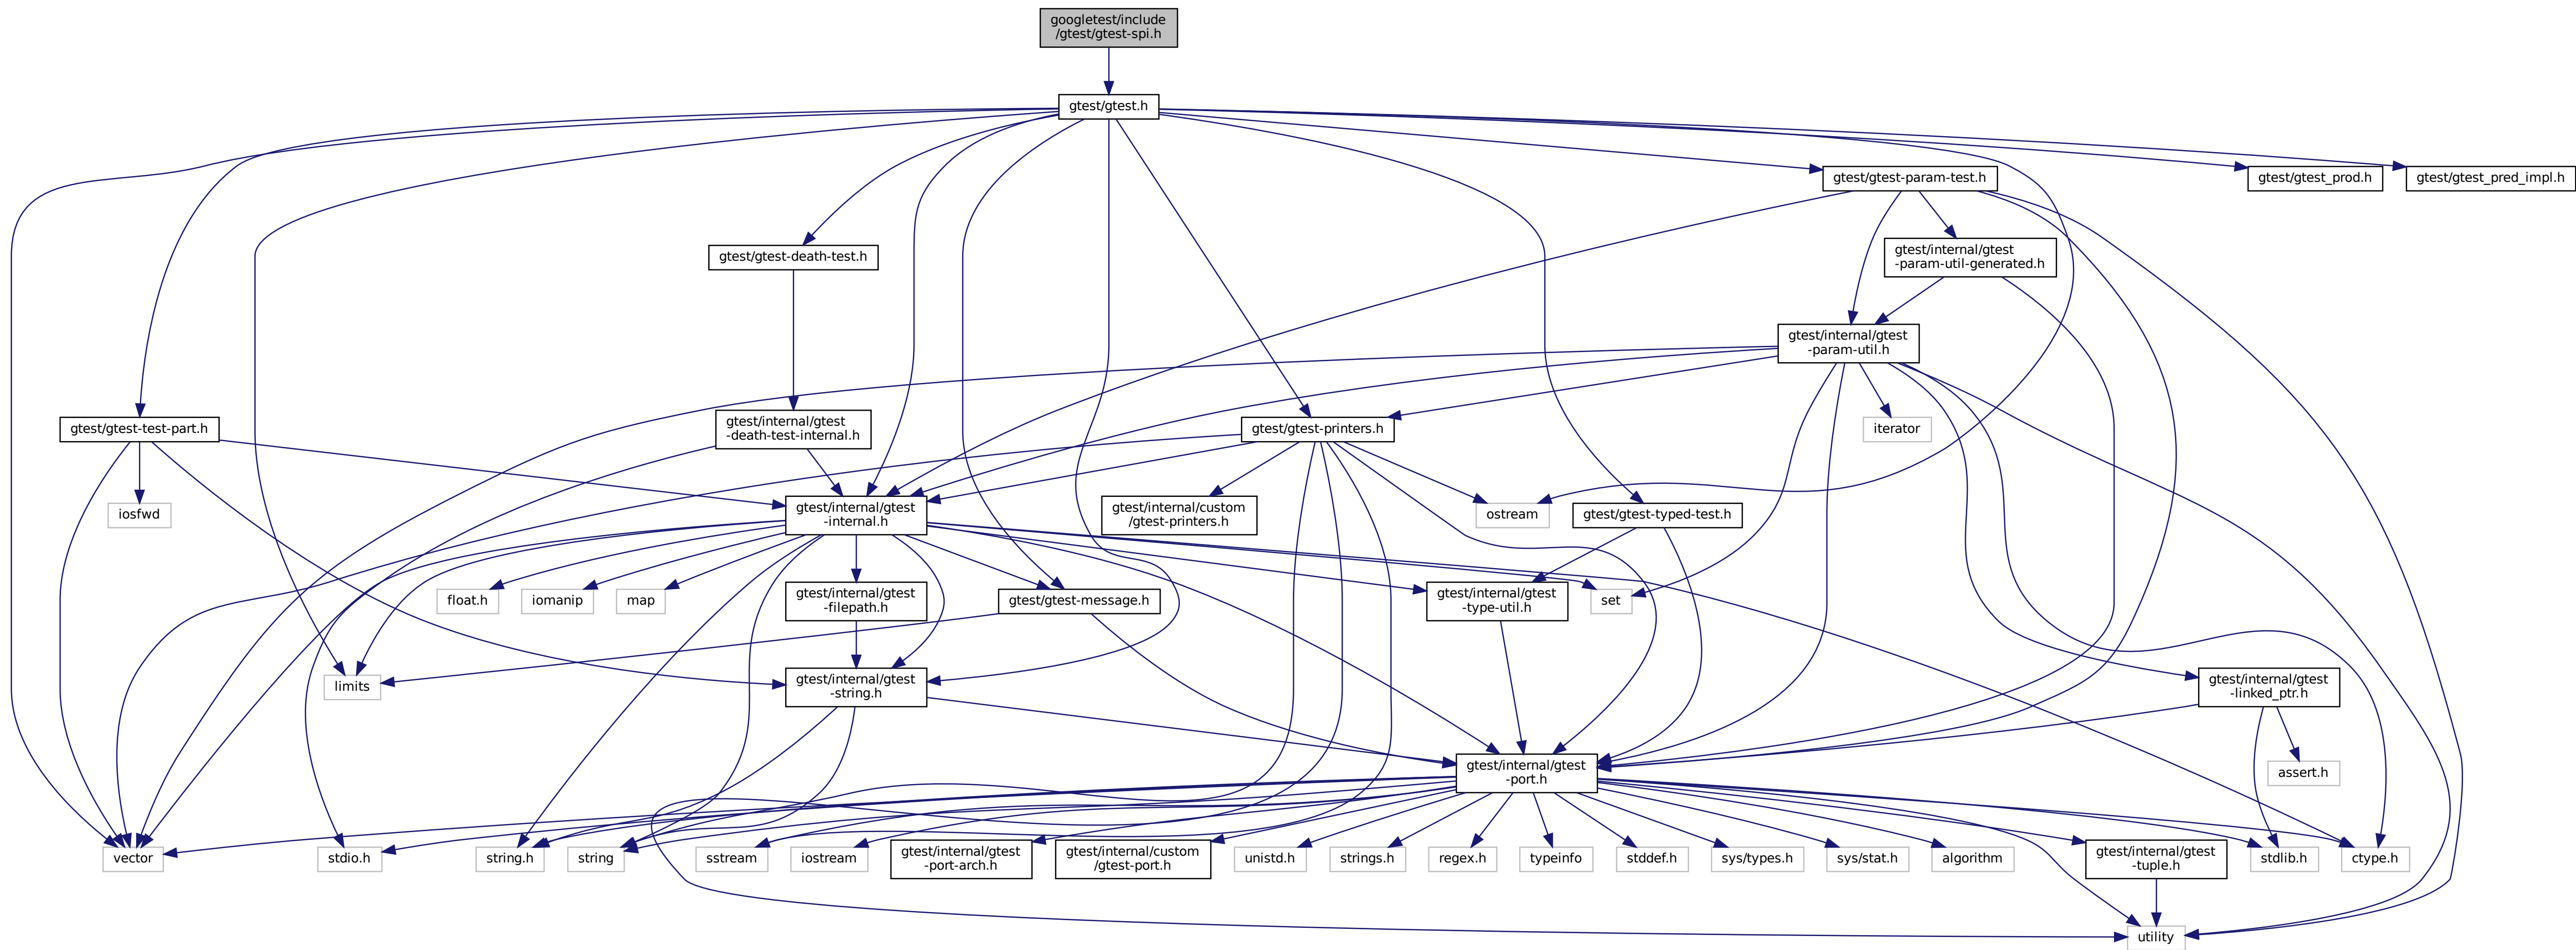 googletest/include
/gtest/gtest-spi.h
gtest/gtest.h
gtest/gtest-param-test.h
gtest/gtest_prod.h
gtest/gtest_pred_impl.h
gtest/gtest-death-test.h
gtest/internal/gtest
-param-util-generated.h
gtest/internal/gtest
-param-util.h
gtest/gtest-test-part.h
gtest/internal/gtest
-death-test-internal.h
gtest/gtest-printers.h
iterator
iosfwd
gtest/internal/gtest
-internal.h
gtest/internal/custom
/gtest-printers.h
ostream
gtest/gtest-typed-test.h
float.h
iomanip
map
gtest/internal/gtest
-filepath.h
gtest/gtest-message.h
gtest/internal/gtest
-type-util.h
set
limits
gtest/internal/gtest
-string.h
gtest/internal/gtest
-linked_ptr.h
gtest/internal/gtest
-port.h
assert.h
vector
stdio.h
string.h
string
sstream
iostream
gtest/internal/gtest
-port-arch.h
gtest/internal/custom
/gtest-port.h
unistd.h
strings.h
regex.h
typeinfo
stddef.h
sys/types.h
sys/stat.h
algorithm
gtest/internal/gtest
-tuple.h
stdlib.h
ctype.h
utility